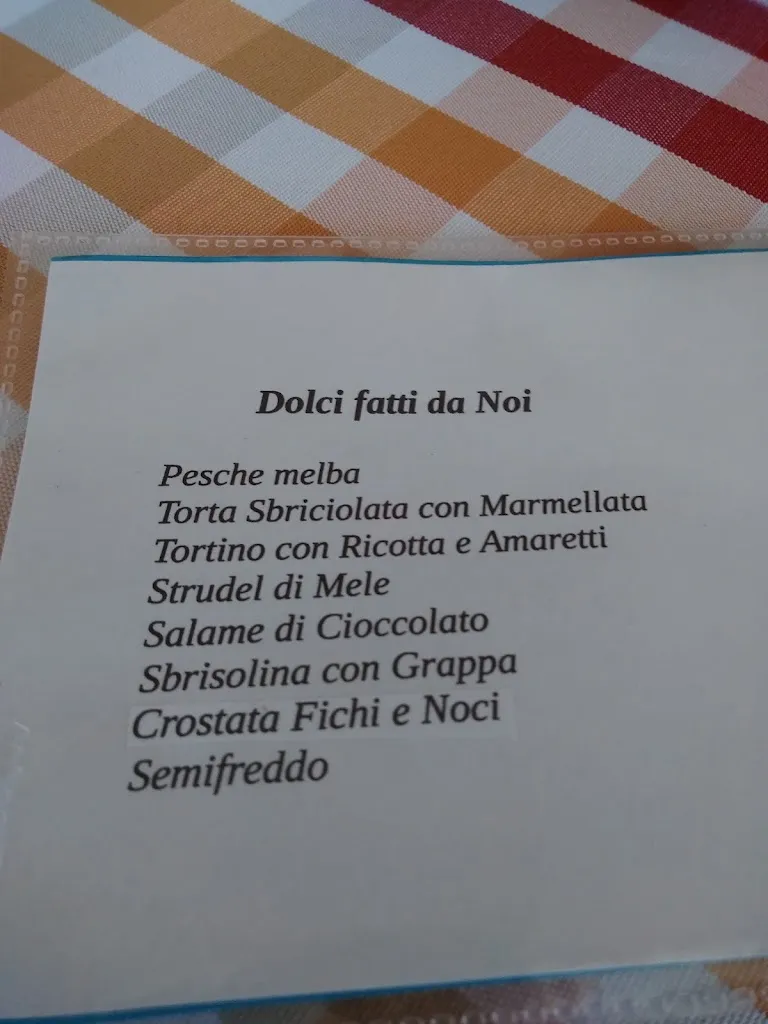 Dolci fatti da Noi
Pesche melba
Torta Sbriciolata con Marmellata
Tortino con Ricotta e Amaretti
Strudel di Mele
Salame di Cioccolato
Sbrisolina con Grappa
Crostata Fichi e Noci
Semifreddo